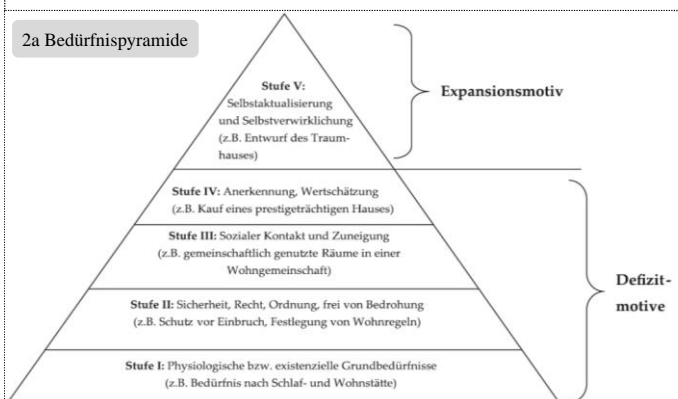 2a Bedürfnispyramide
Stufe V:
Selbstaktualisierung
und Selbstverwirklichung
(z.B. Entwurf des Traum-
hauses)
Expansionsmotiv
Stufe IV: Anerkennung, Wertschätzung
(z.B. Kauf eines prestigeträchtigen Hauses)
Stufe III: Sozialer Kontakt und Zuneigung
(z.B. gemeinschaftlich genutzte Räume in einer
Wohngemeinschaft)
Defizit-
motive
Stufe II: Sicherheit, Recht, Ordnung, frei von Bedrohung
(z.B. Schutz vor Einbruch, Festlegung von Wohnregeln)
Stufe I: Physiologische bzw. existenzielle Grundbedürfnisse
(z.B. Bedürfnis nach Schlaf- und Wohnstätte)